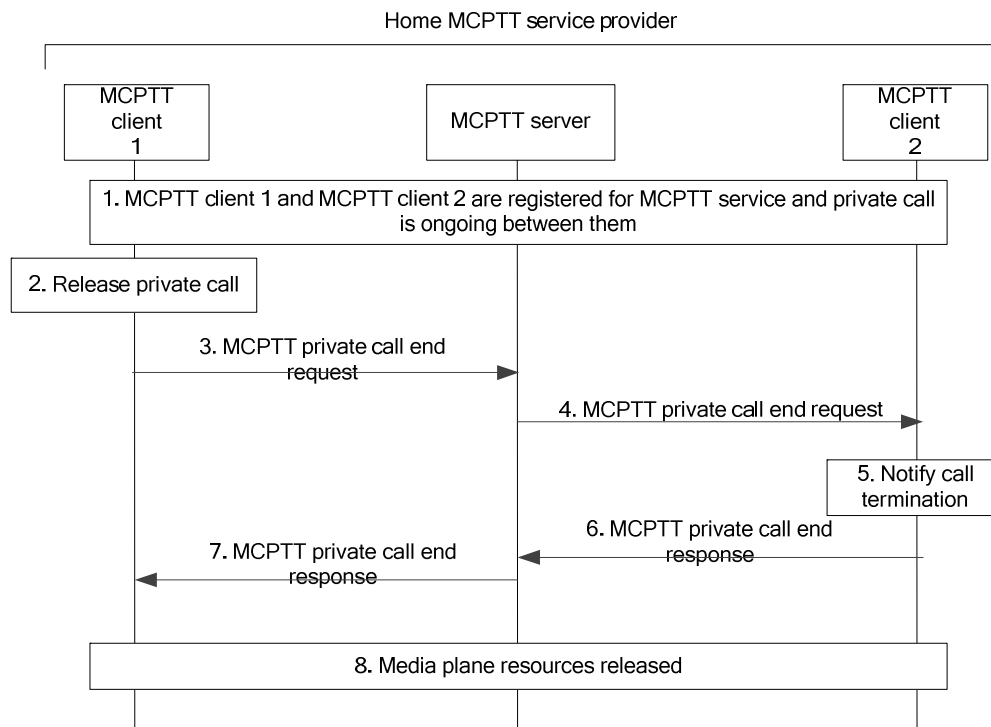 Home MCPTT service provider
MCPTT
client
1
MCPTT server
MCPTT
client
2
1. MCPTT client 1 and MCPTT client 2 are registered for MCPTT service and private call
is ongoing between them
2. Release private call
3. MCPTT private call end
request
4. MCPTT private call end request
5. Notify call
termination
6. MCPTT private call end
response
7. MCPTT private call end
response
8. Media plane resources released